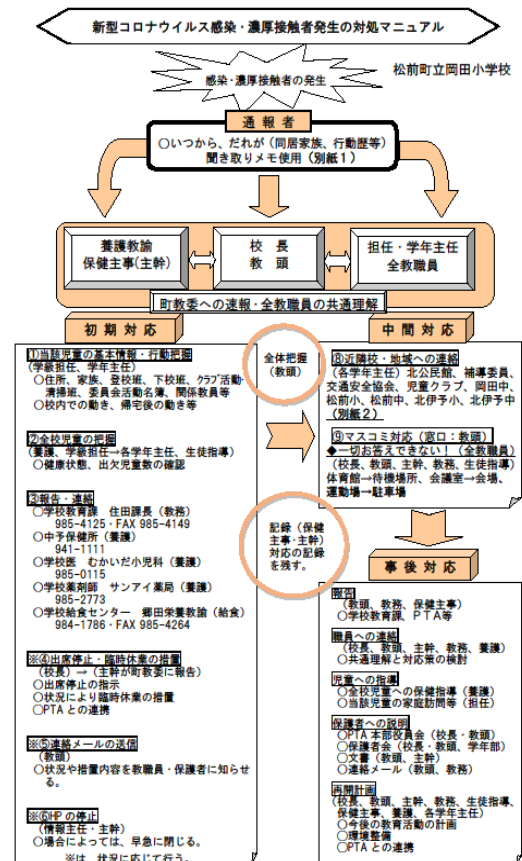 新型コロナウイルス感染・濃厚接触者発生の対処マニュアル
松前町立岡田小学校
感染・濃厚接触者の発生
通報者
○いつから、だれが（同居家族、行動歴等）
聞き取りメモ使用（別紙１）
養護教諭
保健主事(主幹)
校長
教頭
担任・学年主任
全教職員
町教委への速報・全教職員の共通理解
初期対応
①当該児童の基本情報・行動把握
(学級担任、学年主任)
○住所、家族、登校班、下校班、クラブ活動・
清掃班、委員会活動名簿、関係教員等
○校内での動き、帰宅後の動き等
②全校児童の把握
(養護、学級担任→各学年主任、生徒指導)
○健康状態、出欠児童数の確認
③報告・連絡
○学校教育課　住田課長（教務）
985-4125・FAX 985-4149
○中予保健所（養護）
941-1111
○学校医　むかいだ小児科（養護）
985-0115
○学校薬剤師　サンアイ薬局（養護）
985-2773
○学校給食センター　郷田栄養教諭（給食）
984-1786・FAX 985-4264
※④出席停止・臨時休業の措置
(校長) → (主幹が町教委に報告)
○出席停止の指示
○状況により臨時休業の措置
○PTA との連携
※⑤連絡メールの送信
(教頭)
○状況や措置内容を教職員・保護者に知らせ
る。
※⑥HP の停止
(情報主任・主幹)
○場合によっては、早急に閉じる。
※は、状況に応じて行う。
全体把握
(教頭)
記録（保健
主事･主幹）
対応の記録
を残す。
中間対応
⑧近隣校・地域への連絡
(各学年主任) 北公民館、補導委員、
交通安全協会、児童クラブ、岡田中、
松前小、松前中、北伊予小、北伊予中
(別紙２)
⑨マスコミ対応（窓口：教頭）
◆一切お答えできない！（全教職員）
(校長、教頭、主幹、教務、生徒指導)
体育館→待機場所、会議室→会場、
運動場→駐車場
事後対応
報告
(教頭、教務、保健主事)
○学校教育課、ＰＴＡ等
職員への連絡
(校長、教頭、主幹、教務、養護)
○共通理解と対応策の検討
児童への指導
○全校児童への保健指導（養護）
○当該児童の家庭訪問等（担任）
保護者への説明
○PTA 本部役員会（校長・教頭）
○保護者会（校長・教頭、学年部）
○文書（教頭、主幹）
○連絡メール（教頭、教務）
再開計画
(校長、教頭、主幹、教務、生徒指導、
保健主事、養護、各学年主任)
○今後の教育活動の計画
○環境整備
○PTA との連携